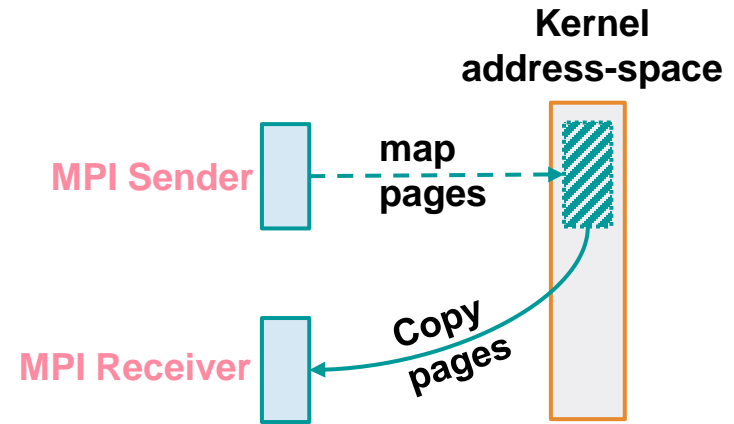 Kernel
address-space
MPI Sender
map
pages
Copy
pages
MPI Receiver